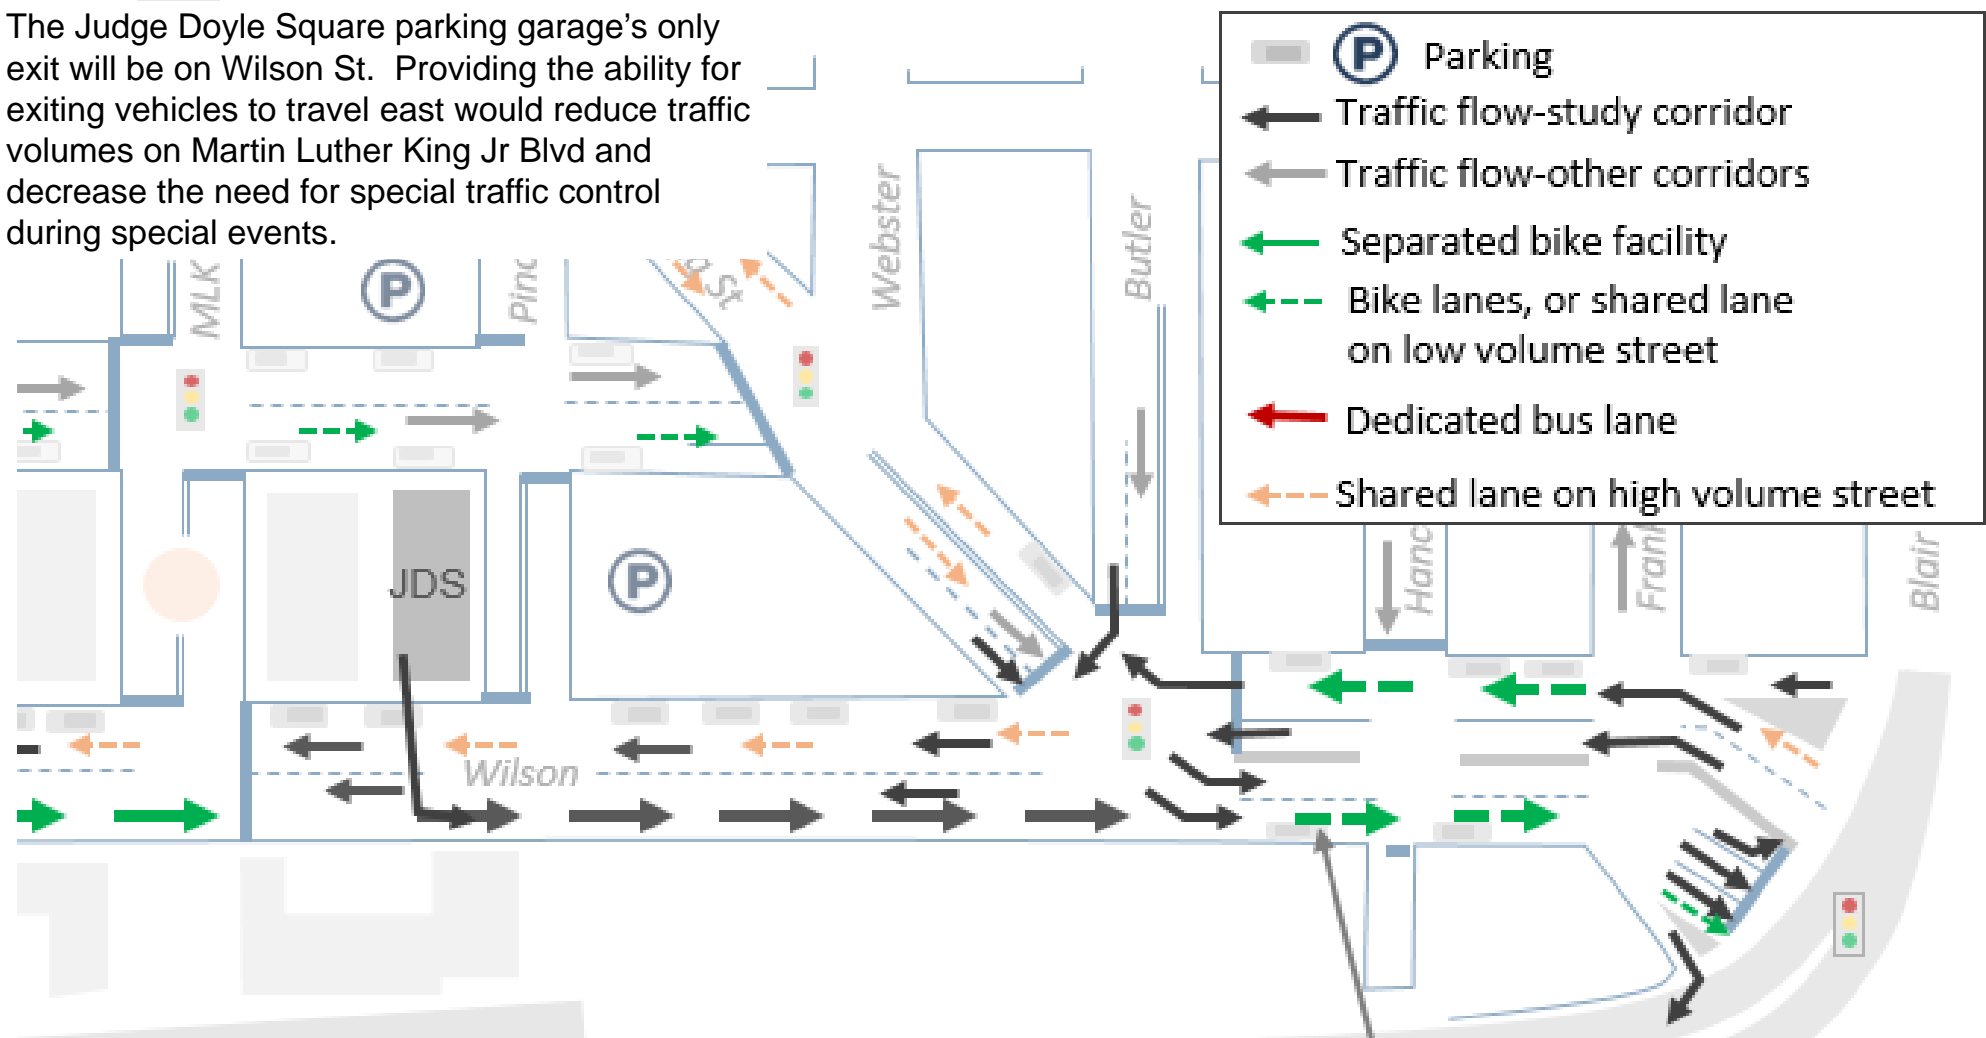 The Judge Doyle Square parking garage’s only
exit will be on Wilson St.  Providing the ability for
exiting vehicles to travel east would reduce traffic
volumes on Martin Luther King Jr Blvd and
decrease the need for special traffic control
during special events.
P Parking
Traffic flow-study corridor
Traffic flow-other corridors
Separated bike facility
Bike lanes, or shared lane
on low volume street
Dedicated bus lane
Shared lane on high volume street
MLK
P
Pinc
St
Webster
Butler
Hanc
Frank
Blair
JDS
P
Wilson